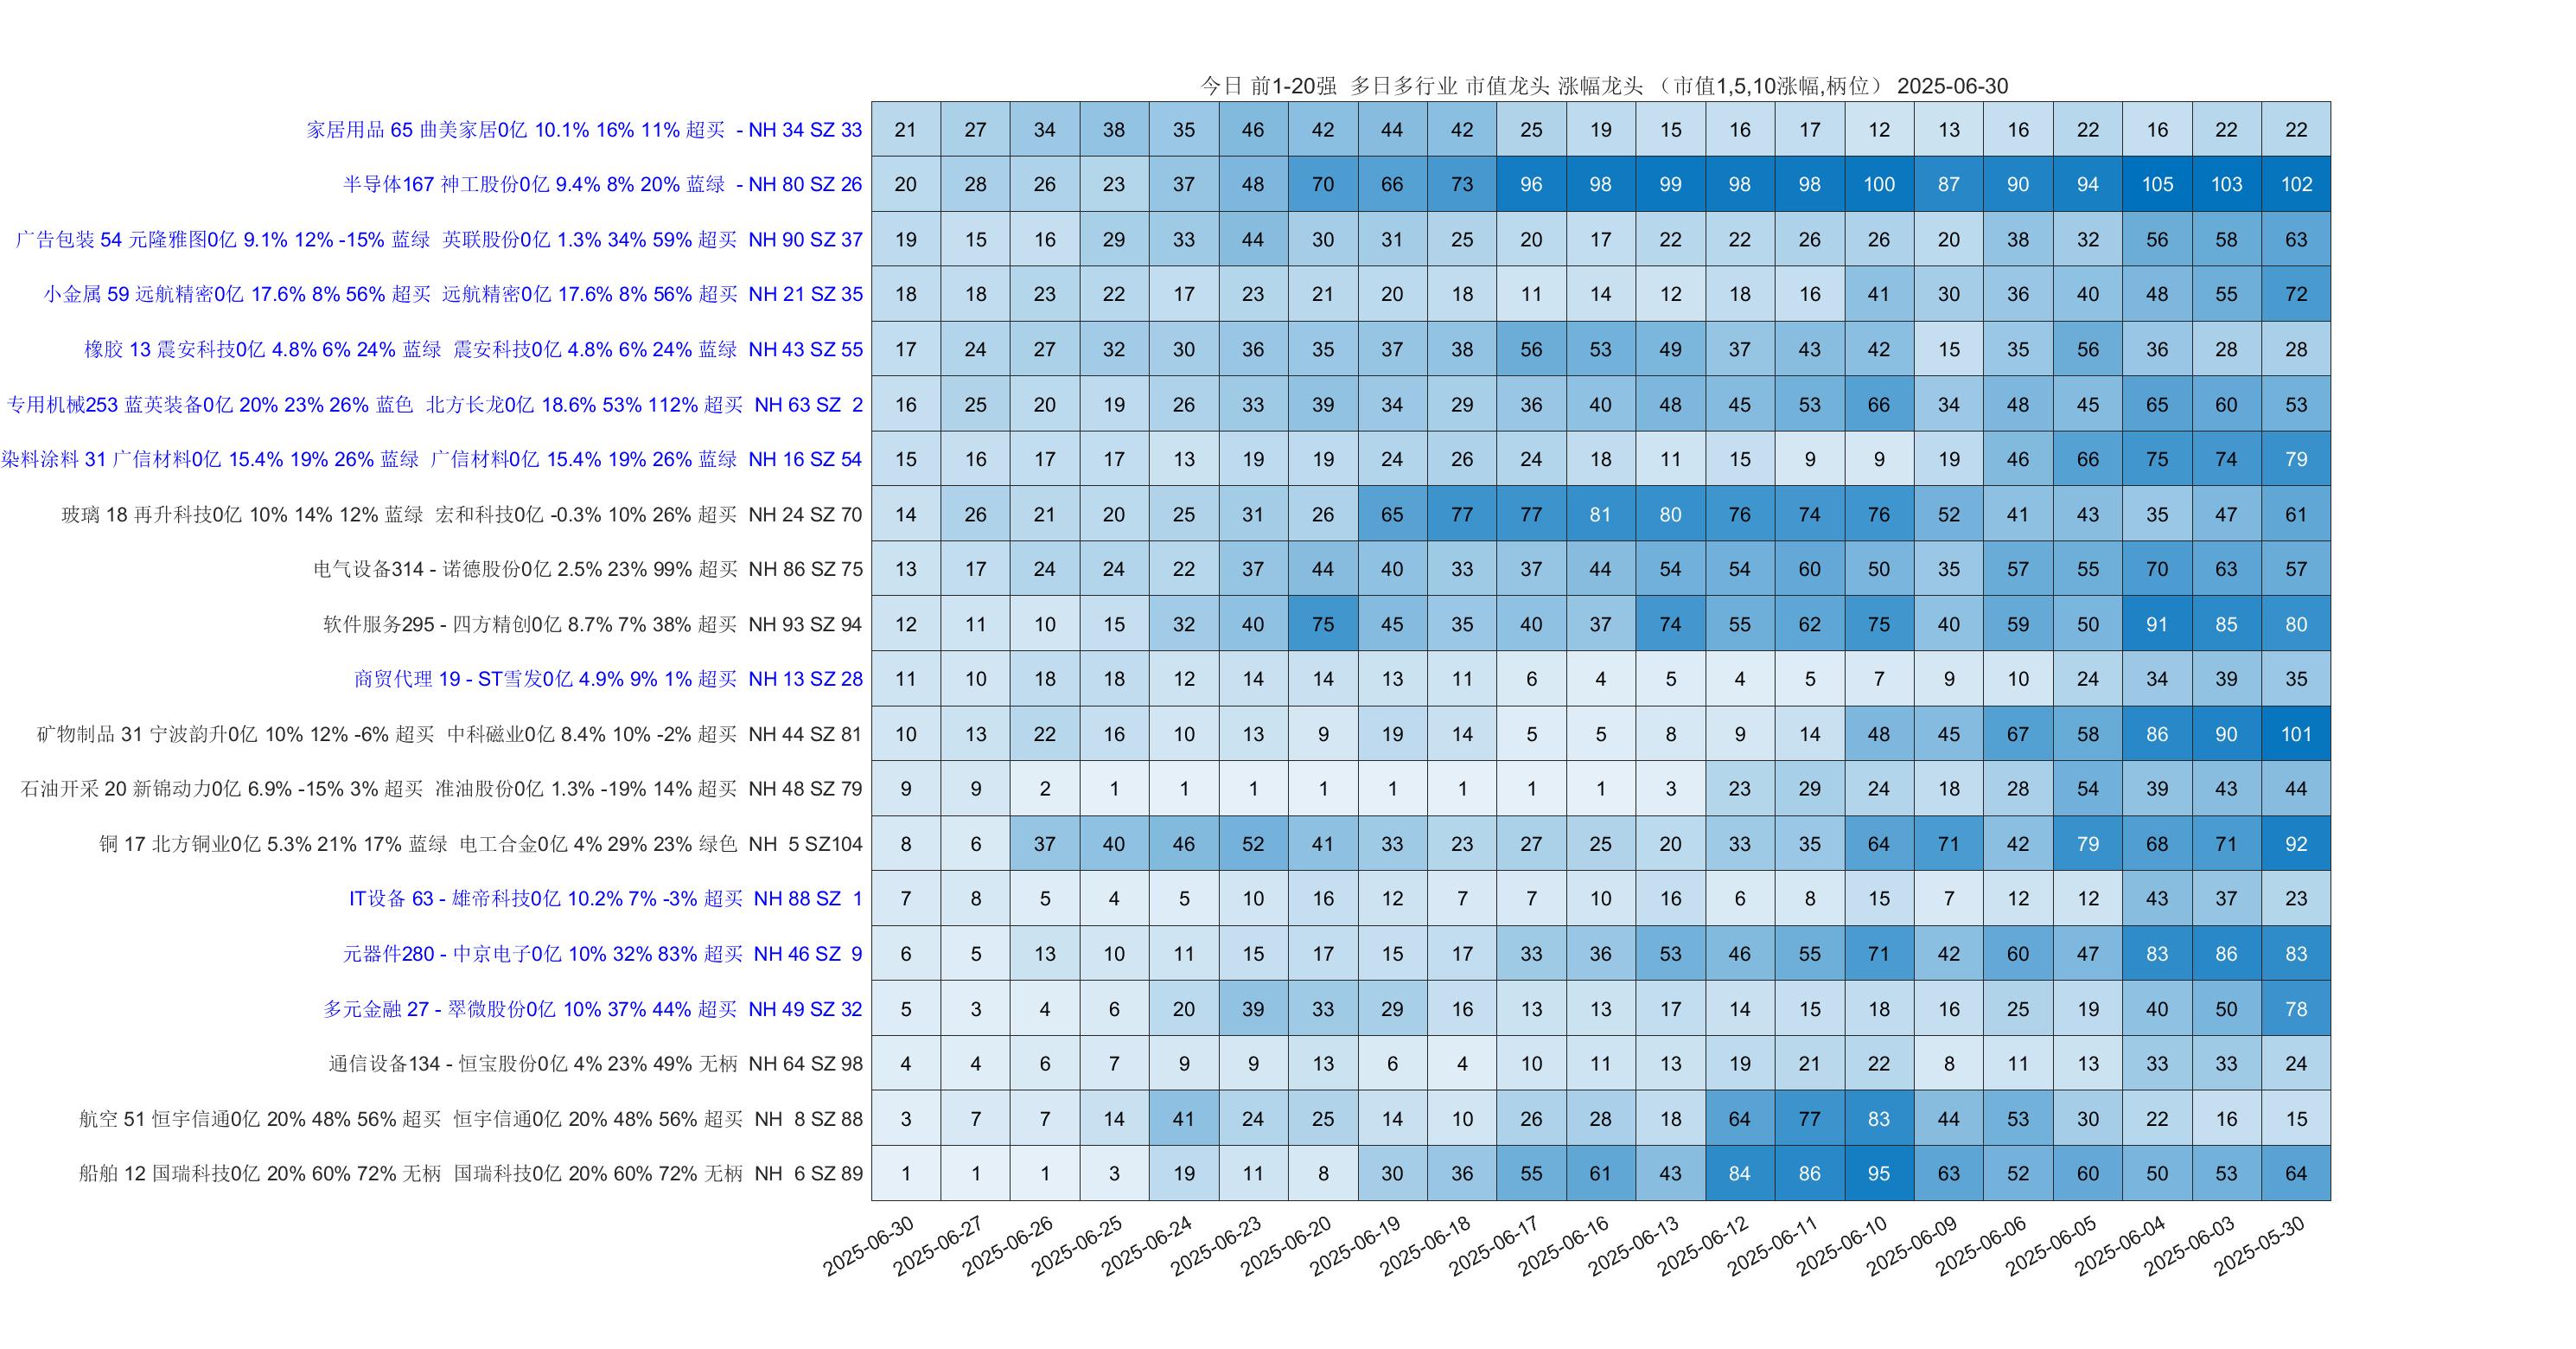 今日 前1-20强  多日多行业 市值龙头 涨幅龙头 （市值1,5,10涨幅,柄位） 2025-06-30
家居用品 65 曲美家居0亿 10.1% 16% 11% 超买  - NH 34 SZ 33 21 27 34 38 35 46 42 44 42 25 19 15 16 17 12 13 16 22 16 22 22
半导体167 神工股份0亿 9.4% 8% 20% 蓝绿  - NH 80 SZ 26 20 28 26 23 37 48 70 66 73 96 98 99 98 98 100 87 90 94 105 103 102
广告包装 54 元隆雅图0亿 9.1% 12% -15% 蓝绿  英联股份0亿 1.3% 34% 59% 超买  NH 90 SZ 37 19 15 16 29 33 44 30 31 25 20 17 22 22 26 26 20 38 32 56 58 63
小金属 59 远航精密0亿 17.6% 8% 56% 超买  远航精密0亿 17.6% 8% 56% 超买  NH 21 SZ 35 18 18 23 22 17 23 21 20 18 11 14 12 18 16 41 30 36 40 48 55 72
橡胶 13 震安科技0亿 4.8% 6% 24% 蓝绿  震安科技0亿 4.8% 6% 24% 蓝绿  NH 43 SZ 55 17 24 27 32 30 36 35 37 38 56 53 49 37 43 42 15 35 56 36 28 28
专用机械253 蓝英装备0亿 20% 23% 26% 蓝色  北方长龙0亿 18.6% 53% 112% 超买  NH 63 SZ  2 16 25 20 19 26 33 39 34 29 36 40 48 45 53 66 34 48 45 65 60 53
染料涂料 31 广信材料0亿 15.4% 19% 26% 蓝绿  广信材料0亿 15.4% 19% 26% 蓝绿  NH 16 SZ 54 15 16 17 17 13 19 19 24 26 24 18 11 15 9 9 19 46 66 75 74 79
玻璃 18 再升科技0亿 10% 14% 12% 蓝绿  宏和科技0亿 -0.3% 10% 26% 超买  NH 24 SZ 70 14 26 21 20 25 31 26 65 77 77 81 80 76 74 76 52 41 43 35 47 61
电气设备314 - 诺德股份0亿 2.5% 23% 99% 超买  NH 86 SZ 75 13 17 24 24 22 37 44 40 33 37 44 54 54 60 50 35 57 55 70 63 57
软件服务295 - 四方精创0亿 8.7% 7% 38% 超买  NH 93 SZ 94 12 11 10 15 32 40 75 45 35 40 37 74 55 62 75 40 59 50 91 85 80
商贸代理 19 - ST雪发0亿 4.9% 9% 1% 超买  NH 13 SZ 28 11 10 18 18 12 14 14 13 11 6 4 5 4 5 7 9 10 24 34 39 35
矿物制品 31 宁波韵升0亿 10% 12% -6% 超买  中科磁业0亿 8.4% 10% -2% 超买  NH 44 SZ 81 10 13 22 16 10 13 9 19 14 5 5 8 9 14 48 45 67 58 86 90 101
石油开采 20 新锦动力0亿 6.9% -15% 3% 超买  准油股份0亿 1.3% -19% 14% 超买  NH 48 SZ 79 9 9 2 1 1 1 1 1 1 1 1 3 23 29 24 18 28 54 39 43 44
铜 17 北方铜业0亿 5.3% 21% 17% 蓝绿  电工合金0亿 4% 29% 23% 绿色  NH  5 SZ104 8 6 37 40 46 52 41 33 23 27 25 20 33 35 64 71 42 79 68 71 92
IT设备 63 - 雄帝科技0亿 10.2% 7% -3% 超买  NH 88 SZ  1 7 8 5 4 5 10 16 12 7 7 10 16 6 8 15 7 12 12 43 37 23
元器件280 - 中京电子0亿 10% 32% 83% 超买  NH 46 SZ  9 6 5 13 10 11 15 17 15 17 33 36 53 46 55 71 42 60 47 83 86 83
多元金融 27 - 翠微股份0亿 10% 37% 44% 超买  NH 49 SZ 32 5 3 4 6 20 39 33 29 16 13 13 17 14 15 18 16 25 19 40 50 78
通信设备134 - 恒宝股份0亿 4% 23% 49% 无柄  NH 64 SZ 98 4 4 6 7 9 9 13 6 4 10 11 13 19 21 22 8 11 13 33 33 24
航空 51 恒宇信通0亿 20% 48% 56% 超买  恒宇信通0亿 20% 48% 56% 超买  NH  8 SZ 88 3 7 7 14 41 24 25 14 10 26 28 18 64 77 83 44 53 30 22 16 15
船舶 12 国瑞科技0亿 20% 60% 72% 无柄  国瑞科技0亿 20% 60% 72% 无柄  NH  6 SZ 89 1 1 1 3 19 11 8 30 36 55 61 43 84 86 95 63 52 60 50 53 64
2025-06-30 2025-06-27 2025-06-26 2025-06-25 2025-06-24 2025-06-23 2025-06-20 2025-06-19 2025-06-18 2025-06-17 2025-06-16 2025-06-13 2025-06-12 2025-06-11 2025-06-10 2025-06-09 2025-06-06 2025-06-05 2025-06-04 2025-06-03 2025-05-30